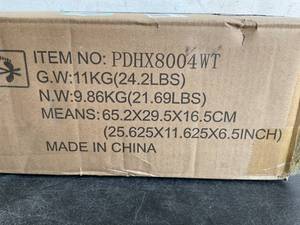 ITEM NO: PDHX8004WT
G.W:11KG(24.2LBS)
N.W:9.86KG(21.69LBS)
MEANS: 65.2X29.5X16.5CM
(25.625X11.625X6.5INCH)
MADE IN CHINA